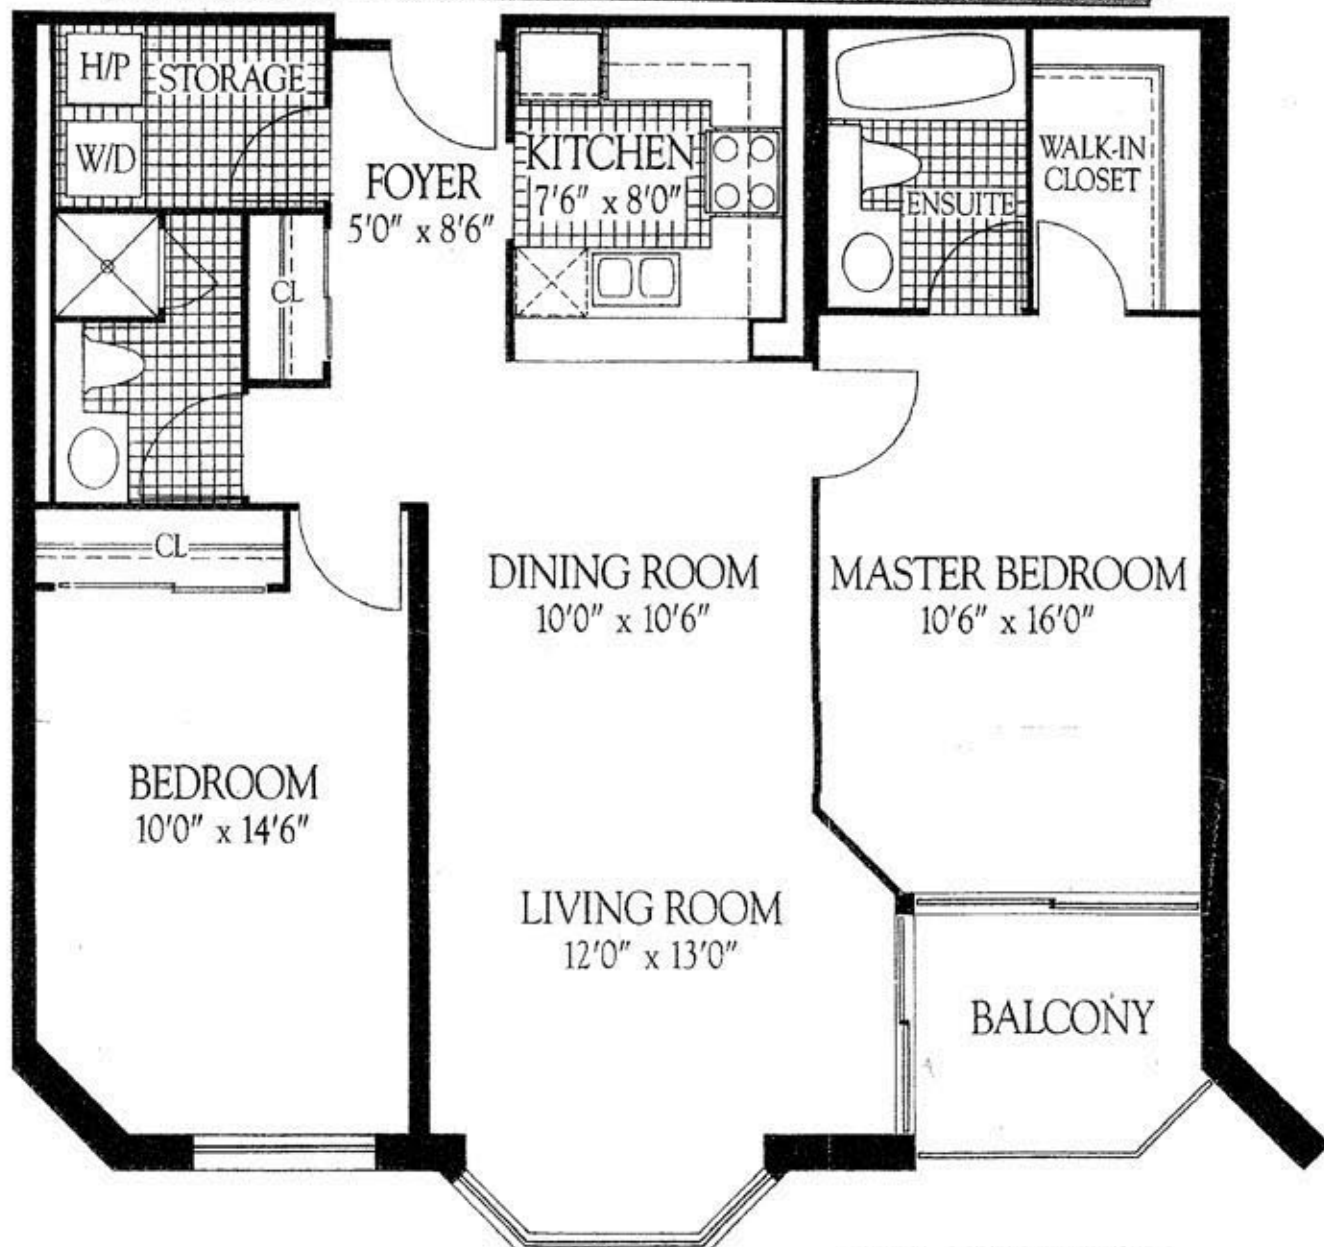 H/P
STORAGE
W/D
FOYER
5'0" x 8'6"
KITCHEN
7'6" x 8'0"
ENSUITE
WALK-IN
CLOSET
CL
CL
DINING ROOM
10'0" x 10'6"
MASTER BEDROOM
10'6" x 16'0"
BEDROOM
10'0" x 14'6"
LIVING ROOM
12'0" x 13'0"
BALCONY